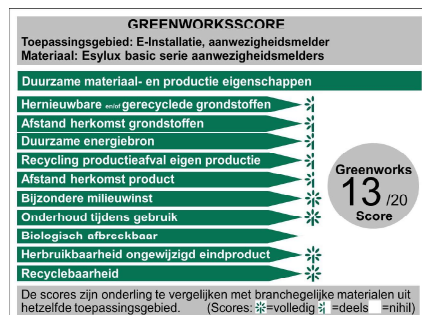 GREENWORKSSCORE
Toepassingsgebied: E-Installatie, aanwezigheidsmelder
Materiaal: Esylux basic serie aanwezigheidsmelders
Duurzame materiaal- en productie eigenschappen
Hernieuwbare en/of gerecyclede grondstoffen
Afstand herkomst grondstoffen
Duurzame energiebron
Recycling productieafval eigen productie
Afstand herkomst product
Bijzondere milieuwinst
Onderhoud tijdens gebruik
Biologisch afbreekbaar
Herbruikbaarheid ongewijzigd eindproduct
Recyclebaarheid
Greenworks
13 /20
Score
De scores zijn onderling te vergelijken met branchegelijke materialen uit
hetzelfde toepassingsgebied. (Scores: =volledig =deels =nihil)